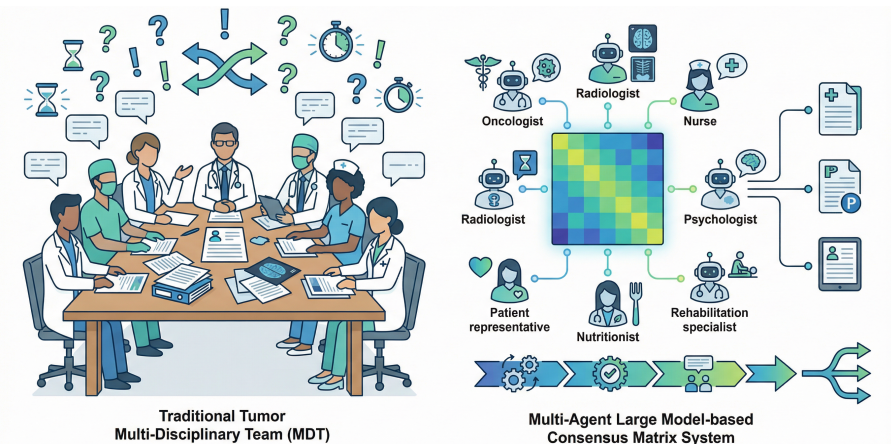 ? ? ! ? ! ! ? ! ? ? ! ?
Traditional Tumor
Multi-Disciplinary Team (MDT)
Oncologist
Radiologist
Nurse
Radiologist
Psychologist
P
P
Patient
representative
Nutritionist
Rehabilitation
specialist
Multi-Agent Large Model-based
Consensus Matrix System